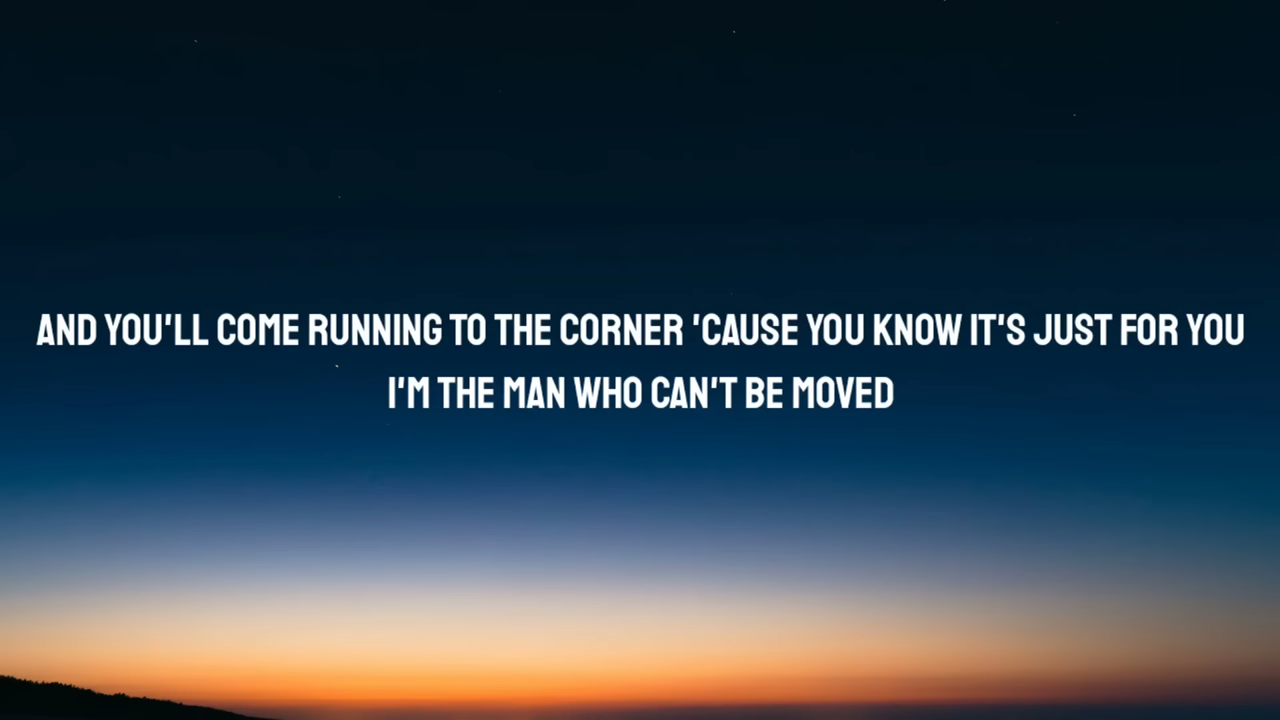 AND YOU'LL COME RUNNING TO THE CORNER 'CAUSE YOU KNOW IT'S JUST FOR YOU
I'M THE MAN WHO CAN'T BE MOVED